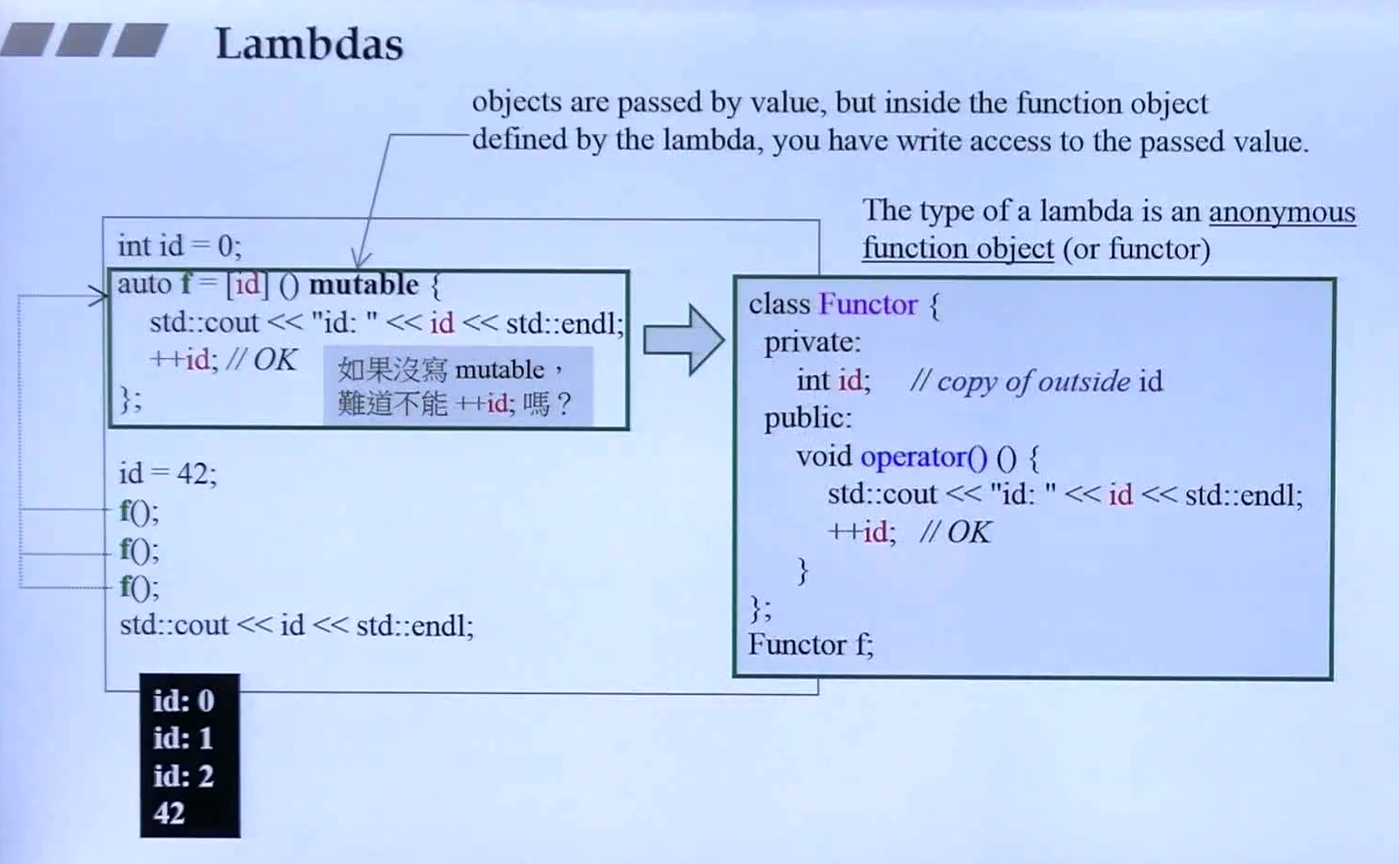 Lambdas
objects are passed by value, but inside the function object
defined by the lambda, you have write access to the passed value.
The type of a lambda is an anonymous
function object (or functor)
int id = 0;
auto f = [id] () mutable {
std::cout << "id: " << id << std::endl;
++id; // OK
};
如果沒寫 mutable，
難道不能 ++id; 嗎？
id = 42;
f();
f();
f();
std::cout << id << std::endl;
class Functor {
private:
int id; // copy of outside id
public:
void operator() () {
std::cout << "id: " << id << std::endl;
++id; // OK
}
};
Functor f;
id: 0
id: 1
id: 2
42